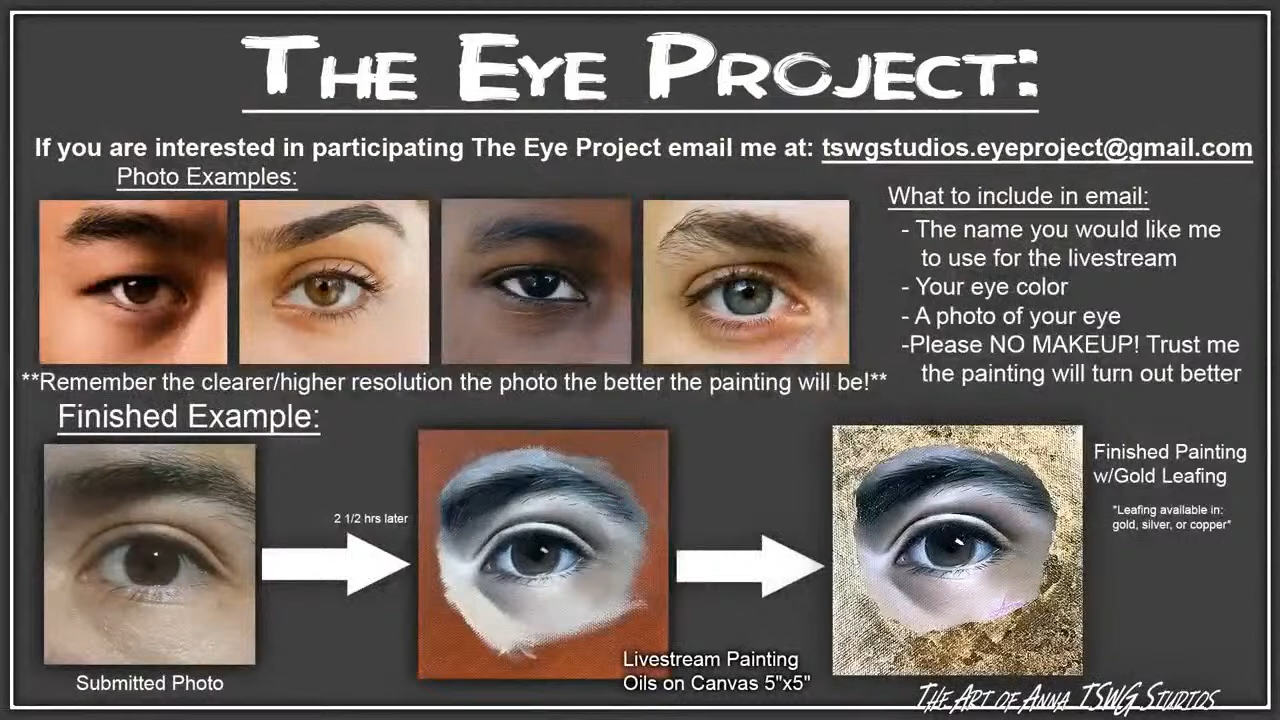 The Eye Project:
If you are interested in participating The Eye Project email me at: tswgstudios.eyeproject@gmail.com
Photo Examples:
What to include in email:
- The name you would like me
to use for the livestream
- Your eye color
- A photo of your eye
-Please NO MAKEUP! Trust me
the painting will turn out better
**Remember the clearer/higher resolution the photo the better the painting will be!**
Finished Example:
Submitted Photo
2 1/2 hrs later
Livestream Painting
Oils on Canvas 5"x5"
Finished Painting
w/Gold Leafing
*Leafing available in:
gold, silver, or copper*
The Art of Anna TSWG Studios